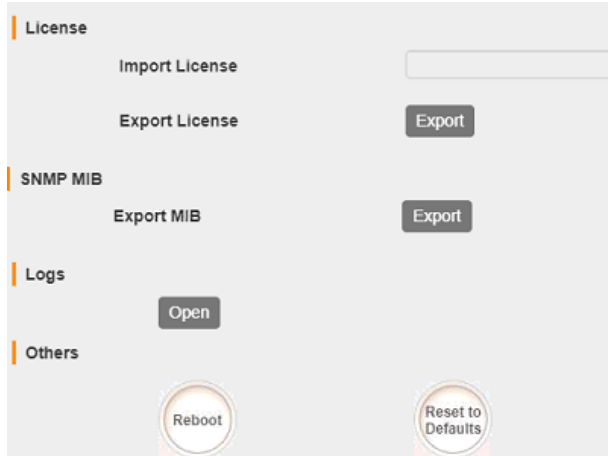 License
Import License
Export License Export
SNMP MIB
Export MIB Export
Logs
Open
Others
Reboot
Reset to
Defaults